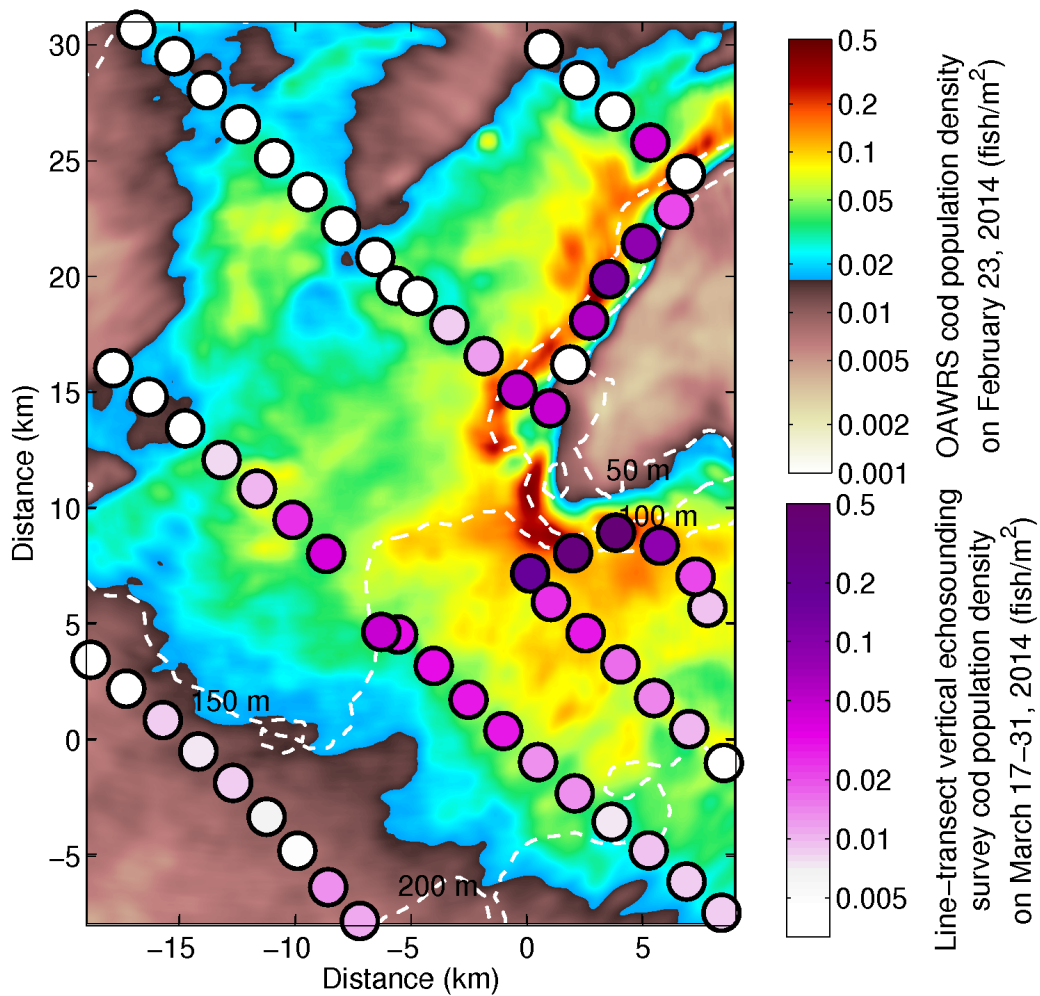 30
25
20
15
10
5
0
−5
Distance (km)
−15
−10
−5
0
5
Distance (km)
50 m
100 m
150 m
200 m
0.5
0.2
0.1
0.05
0.02
0.01
0.005
0.002
0.001
OAWRS cod population density
on February 23, 2014 (fish/m²)
0.5
0.2
0.1
0.05
0.02
0.01
0.005
Line−transect vertical echosounding
survey cod population density
on March 17−31, 2014 (fish/m²)